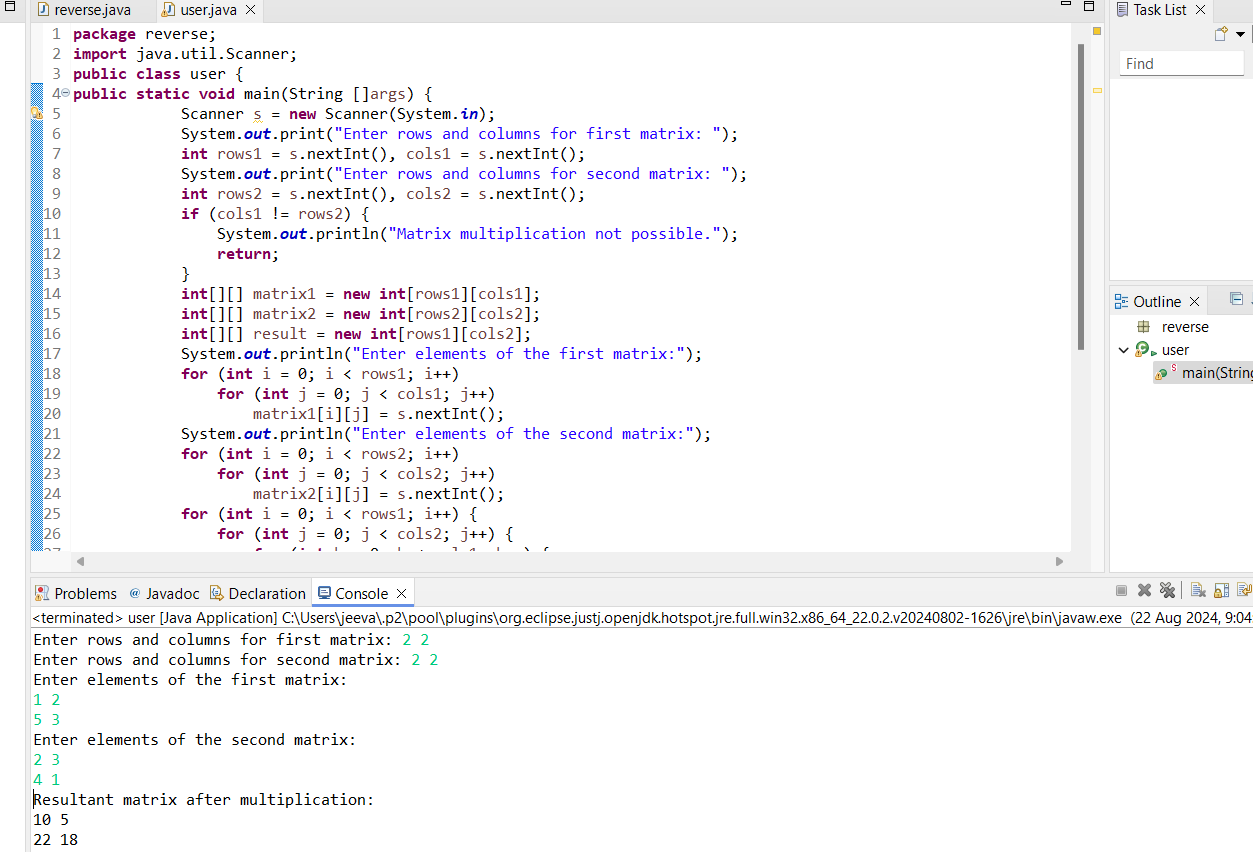 reverse.java
user.java
Task List
Find
1 package reverse;
2 import java.util.Scanner;
3 public class user {
4 public static void main(String []args) {
5 Scanner s = new Scanner(System.in);
6 System.out.print("Enter rows and columns for first matrix: ");
7 int rows1 = s.nextInt(), cols1 = s.nextInt();
8 System.out.print("Enter rows and columns for second matrix: ");
9 int rows2 = s.nextInt(), cols2 = s.nextInt();
10 if (cols1 != rows2) {
11 System.out.println("Matrix multiplication not possible.");
12 return;
13 }
14 int[][] matrix1 = new int[rows1][cols1];
15 int[][] matrix2 = new int[rows2][cols2];
16 int[][] result = new int[rows1][cols2];
17 System.out.println("Enter elements of the first matrix:");
18 for (int i = 0; i < rows1; i++)
19 for (int j = 0; j < cols1; j++)
20 matrix1[i][j] = s.nextInt();
21 System.out.println("Enter elements of the second matrix:");
22 for (int i = 0; i < rows2; i++)
23 for (int j = 0; j < cols2; j++)
24 matrix2[i][j] = s.nextInt();
25 for (int i = 0; i < rows1; i++) {
26 for (int j = 0; j < cols2; j++) {
Outline
reverse
user
S main(String
Problems @ Javadoc Declaration Console
<terminated> user [Java Application] C:\Users\jeeva\.p2\pool\plugins\org.eclipse.justj.openjdk.hotspot.jre.full.win32.x86_64_22.0.2.v20240802-1626\jre\bin\javaw.exe (22 Aug 2024, 9:04
Enter rows and columns for first matrix: 2 2
Enter rows and columns for second matrix: 2 2
Enter elements of the first matrix:
1 2
5 3
Enter elements of the second matrix:
2 3
4 1
Resultant matrix after multiplication:
10 5
22 18